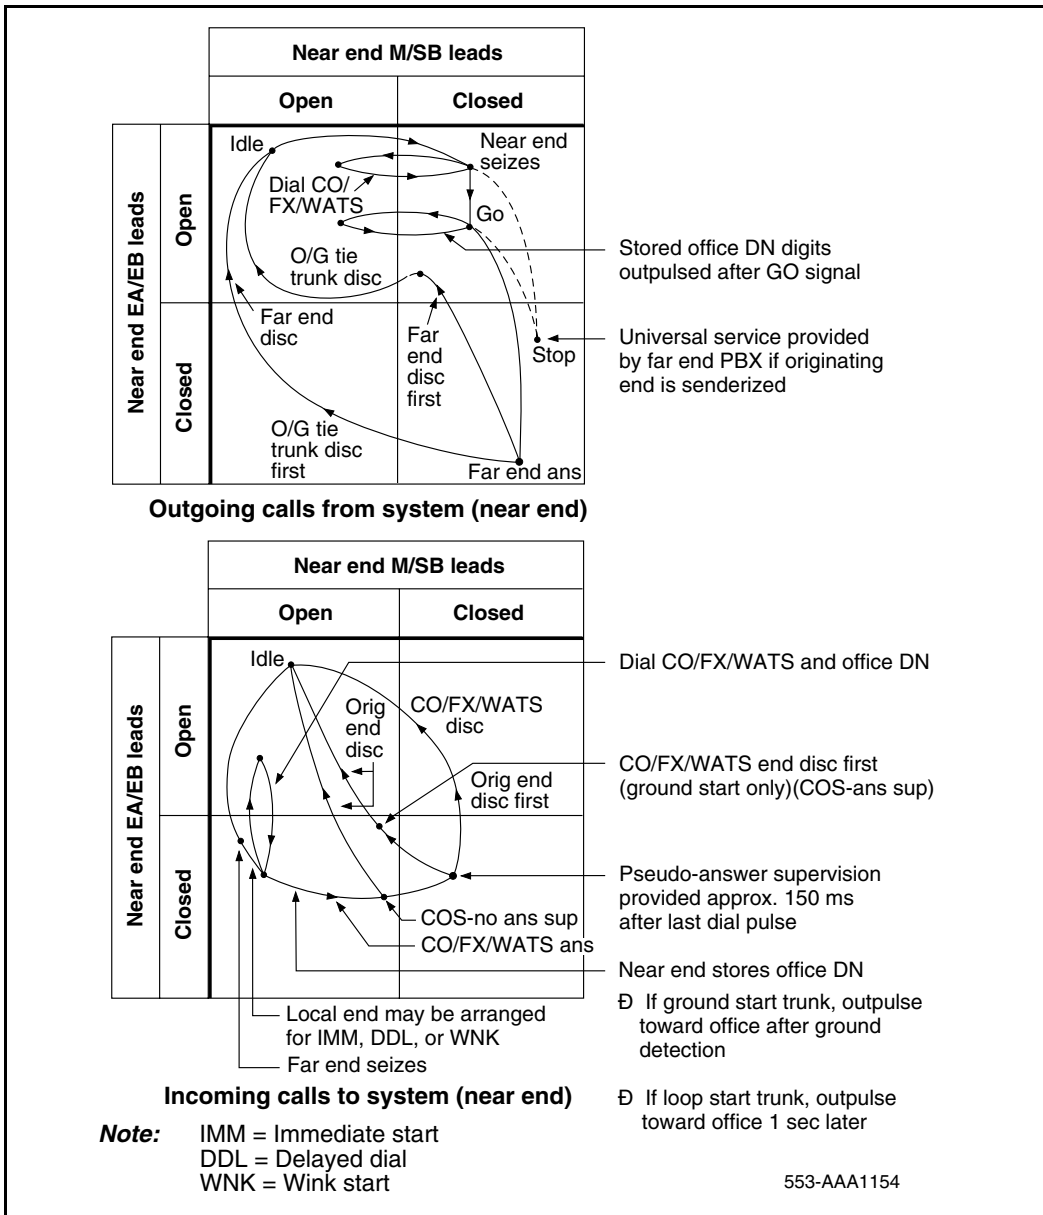 Near end M/SB leads
Open
Closed
Near end EA/EB leads
Open
Closed
Idle
Near end
seizes
Dial CO/
FX/WATS
Go
O/G tie
trunk disc
Far end
disc
Far
end
disc
first
Stop
O/G tie
trunk disc
first
Far end ans
Stored office DN digits
outpulsed after GO signal
Universal service provided
by far end PBX if originating
end is senderized
Outgoing calls from system (near end)
Near end M/SB leads
Open
Closed
Near end EA/EB leads
Open
Closed
Idle
Orig
end
disc
CO/FX/WATS
disc
Orig end
disc first
COS-no ans sup
CO/FX/WATS ans
Dial CO/FX/WATS and office DN
CO/FX/WATS end disc first
(ground start only)(COS-ans sup)
Pseudo-answer supervision
provided approx. 150 ms
after last dial pulse
Near end stores office DN
Ð If ground start trunk, outpulse
toward office after ground
detection
Ð If loop start trunk, outpulse
toward office 1 sec later
Local end may be arranged
for IMM, DDL, or WNK
Far end seizes
Incoming calls to system (near end)
Note: IMM = Immediate start
DDL = Delayed dial
WNK = Wink start
553-AAA1154